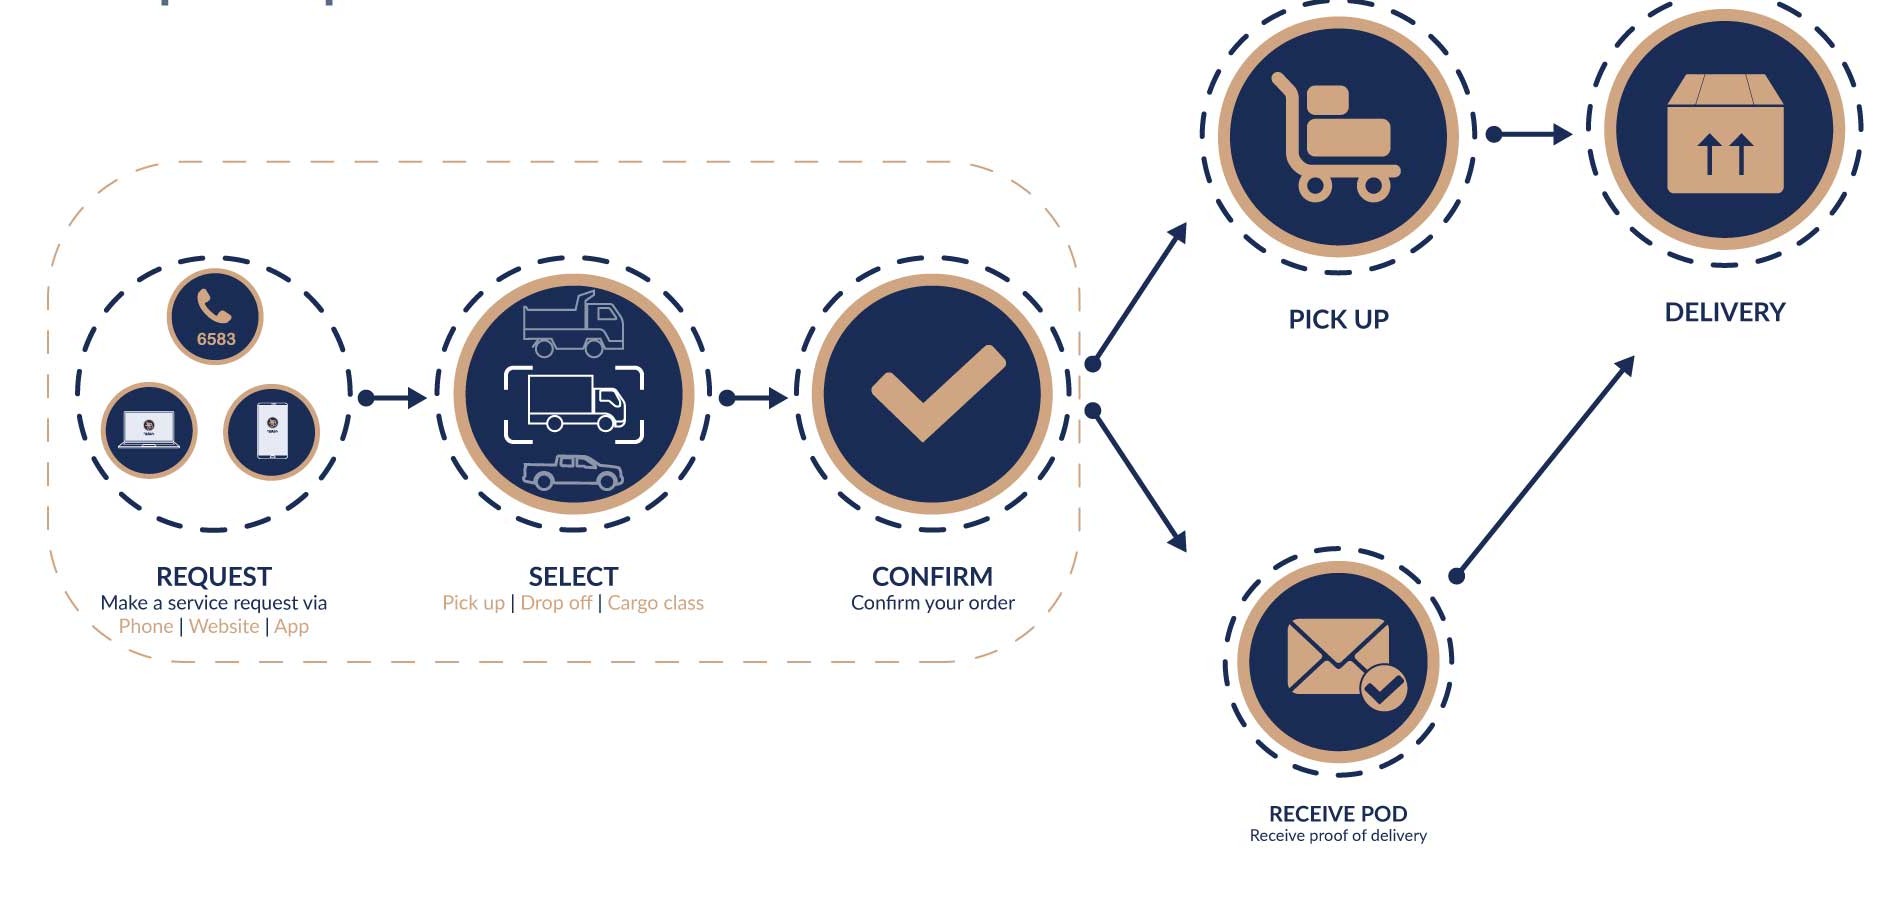 6583
REQUEST
Make a service request via
Phone | Website | App
SELECT
Pick up | Drop off | Cargo class
CONFIRM
Confirm your order
PICK UP
DELIVERY
RECEIVE POD
Receive proof of delivery